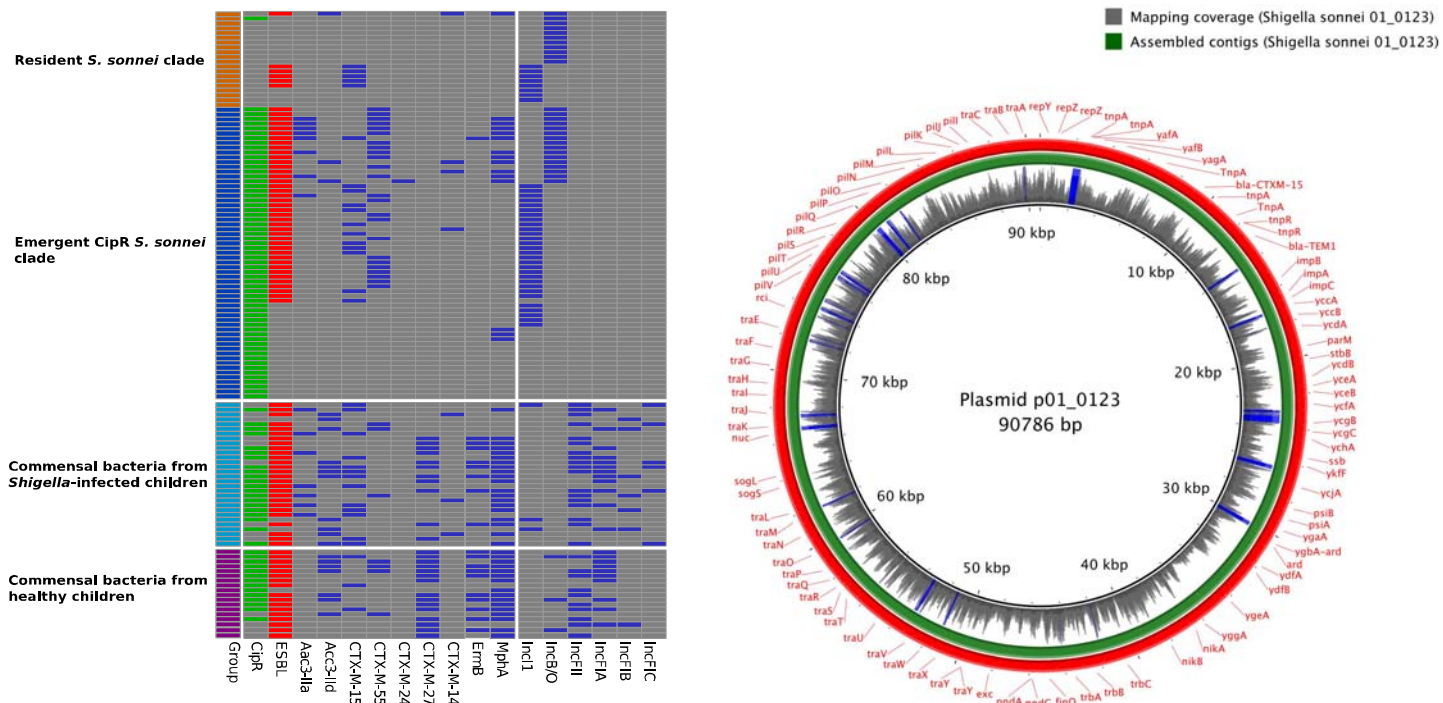 Resident S. sonnei clade
Emergent CipR S. sonnei
clade
Commensal bacteria from
Shigella-infected children
Commensal bacteria from
healthy children
Group
CipR
ESBL
Aac3-IIa
Acc3-IId
CTX-M-15
CTX-M-55
CTX-M-24
CTX-M-27
CTX-M-14
ErmB
MphA
IncI1
IncB/O
IncFII
IncFIA
IncFIB
IncFIC
Mapping coverage (Shigella sonnei 01_0123)
Assembled contigs (Shigella sonnei 01_0123)
Plasmid p01_0123
90786 bp
10 kbp
20 kbp
30 kbp
40 kbp
50 kbp
60 kbp
70 kbp
80 kbp
90 kbp
repY
repZ
repZ
tnpA
tnpA
yafA
yafB
yagA
TnpA
bla-CTXM-15
tnpA
TnpA
tnpR
tnpR
bla-TEM1
impB
impA
impC
yccA
yccB
ycdA
parM
stbB
ycdB
yceA
yceB
ycfA
ycgB
ycgC
ychA
ssb
ykfF
ycjA
psiB
psiA
ygaA
ygbA-ard
ard
ydfA
ydfB
ygeA
yggA
nikA
nikB
trbC
trbB
trbA
finO
pndC
pndA
exc
traY
traY
traX
traW
traV
traU
traT
traS
traR
traQ
traP
traO
traN
traM
traL
sogS
sogL
nuc
traK
traJ
traI
traH
traG
traF
traE
rci
pilV
pilU
pilT
pilS
pilR
pilQ
pilP
pilO
pilN
pilM
pilL
pilK
pilJ
pilI
traC
traB
traA